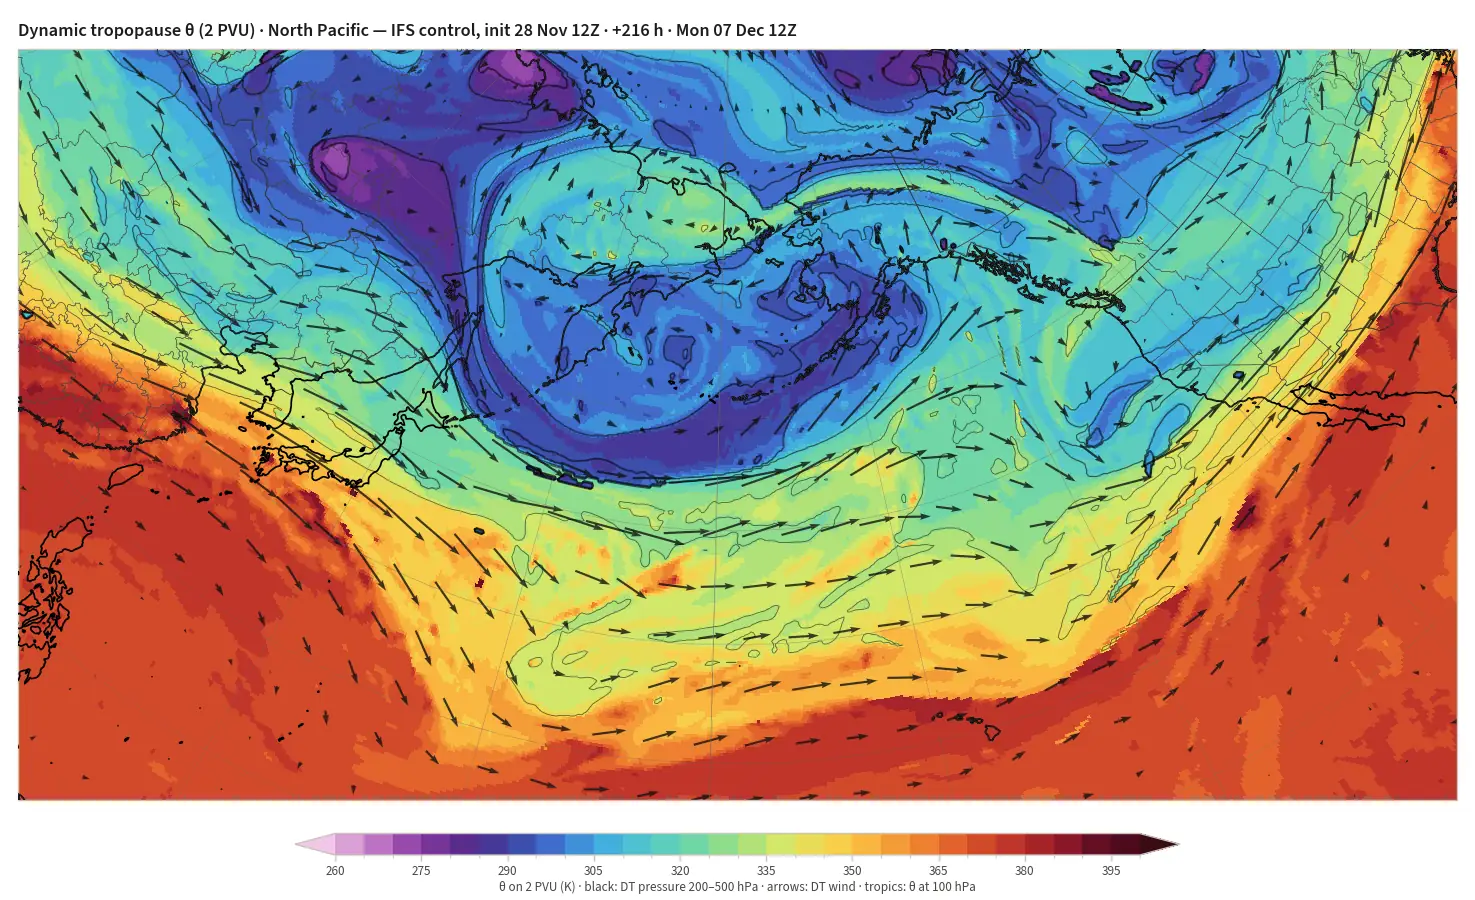 Dynamic tropopause θ (2 PVU) · North Pacific — IFS control, init 28 Nov 12Z · +216 h · Mon 07 Dec 12Z
260 275 290 305 320 335 350 365 380 395
θ on 2 PVU (K) · black: DT pressure 200–500 hPa · arrows: DT wind · tropics: θ at 100 hPa